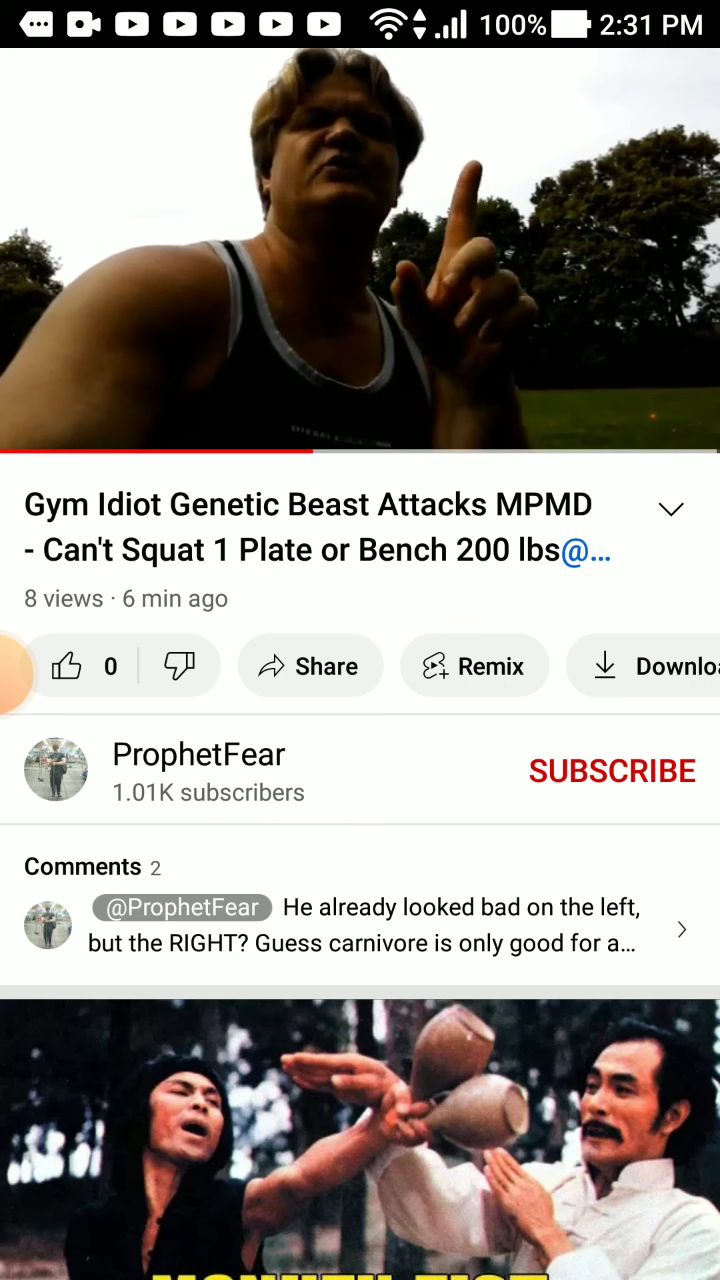 100% 2:31 PM
Gym Idiot Genetic Beast Attacks MPMD
- Can't Squat 1 Plate or Bench 200 lbs@...
8 views · 6 min ago
0
Share
Remix
Downloa
ProphetFear
SUBSCRIBE
1.01K subscribers
Comments 2
@ProphetFear He already looked bad on the left,
but the RIGHT? Guess carnivore is only good for a...